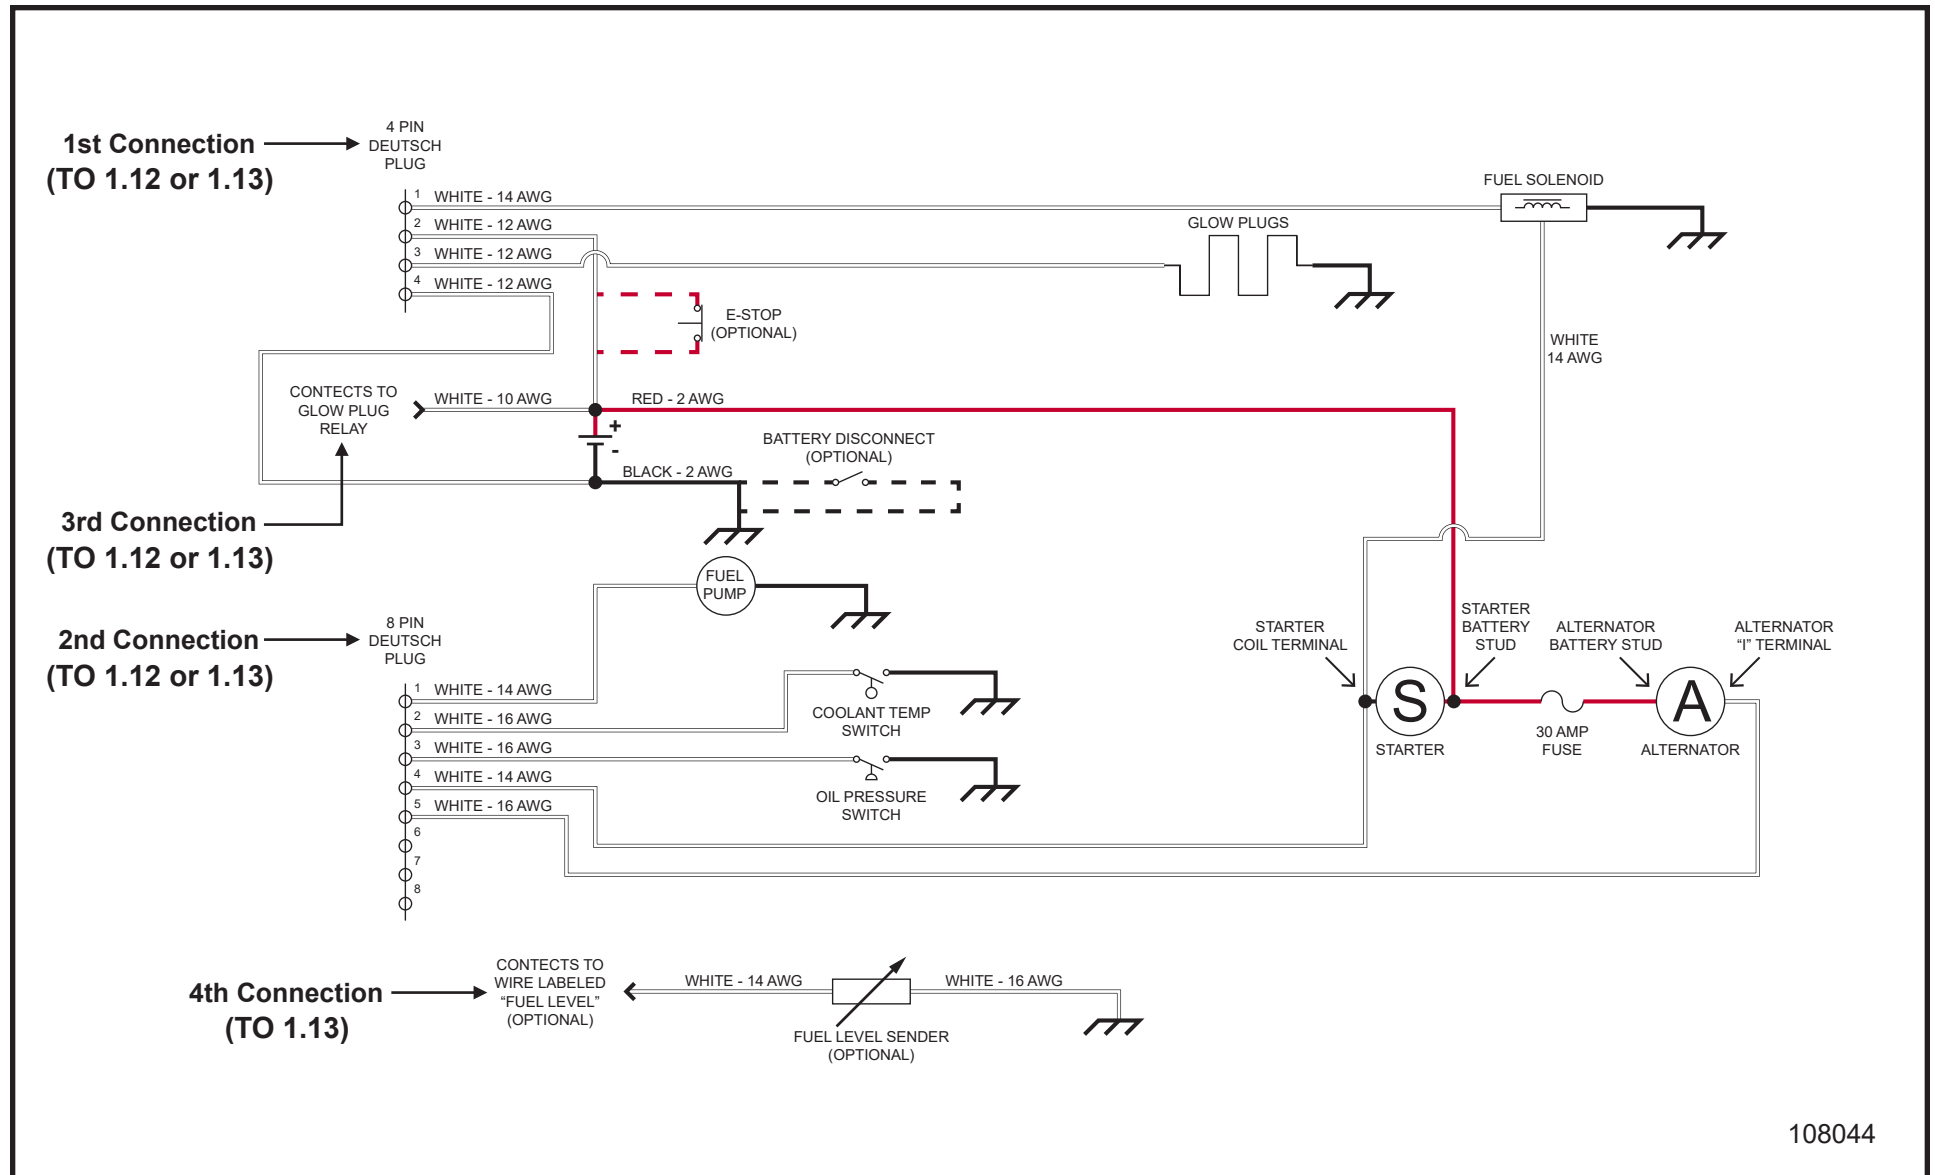 1st Connection
(TO 1.12 or 1.13)
4 PIN
DEUTSCH
PLUG
1 WHITE - 14 AWG
2 WHITE - 12 AWG
3 WHITE - 12 AWG
4 WHITE - 12 AWG
FUEL SOLENOID
GLOW PLUGS
E-STOP
(OPTIONAL)
WHITE
14 AWG
CONTECTS TO
GLOW PLUG
RELAY
WHITE - 10 AWG
RED - 2 AWG
+
-
BATTERY DISCONNECT
(OPTIONAL)
BLACK - 2 AWG
3rd Connection
(TO 1.12 or 1.13)
FUEL
PUMP
2nd Connection
(TO 1.12 or 1.13)
8 PIN
DEUTSCH
PLUG
1 WHITE - 14 AWG
2 WHITE - 16 AWG
3 WHITE - 16 AWG
4 WHITE - 14 AWG
5 WHITE - 16 AWG
6
7
8
COOLANT TEMP
SWITCH
OIL PRESSURE
SWITCH
STARTER
COIL TERMINAL
STARTER
BATTERY
STUD
ALTERNATOR
BATTERY STUD
ALTERNATOR
“I” TERMINAL
S
STARTER
30 AMP
FUSE
A
ALTERNATOR
4th Connection
(TO 1.13)
CONTECTS TO
WIRE LABELED
“FUEL LEVEL”
(OPTIONAL)
WHITE - 14 AWG
WHITE - 16 AWG
FUEL LEVEL SENDER
(OPTIONAL)
108044